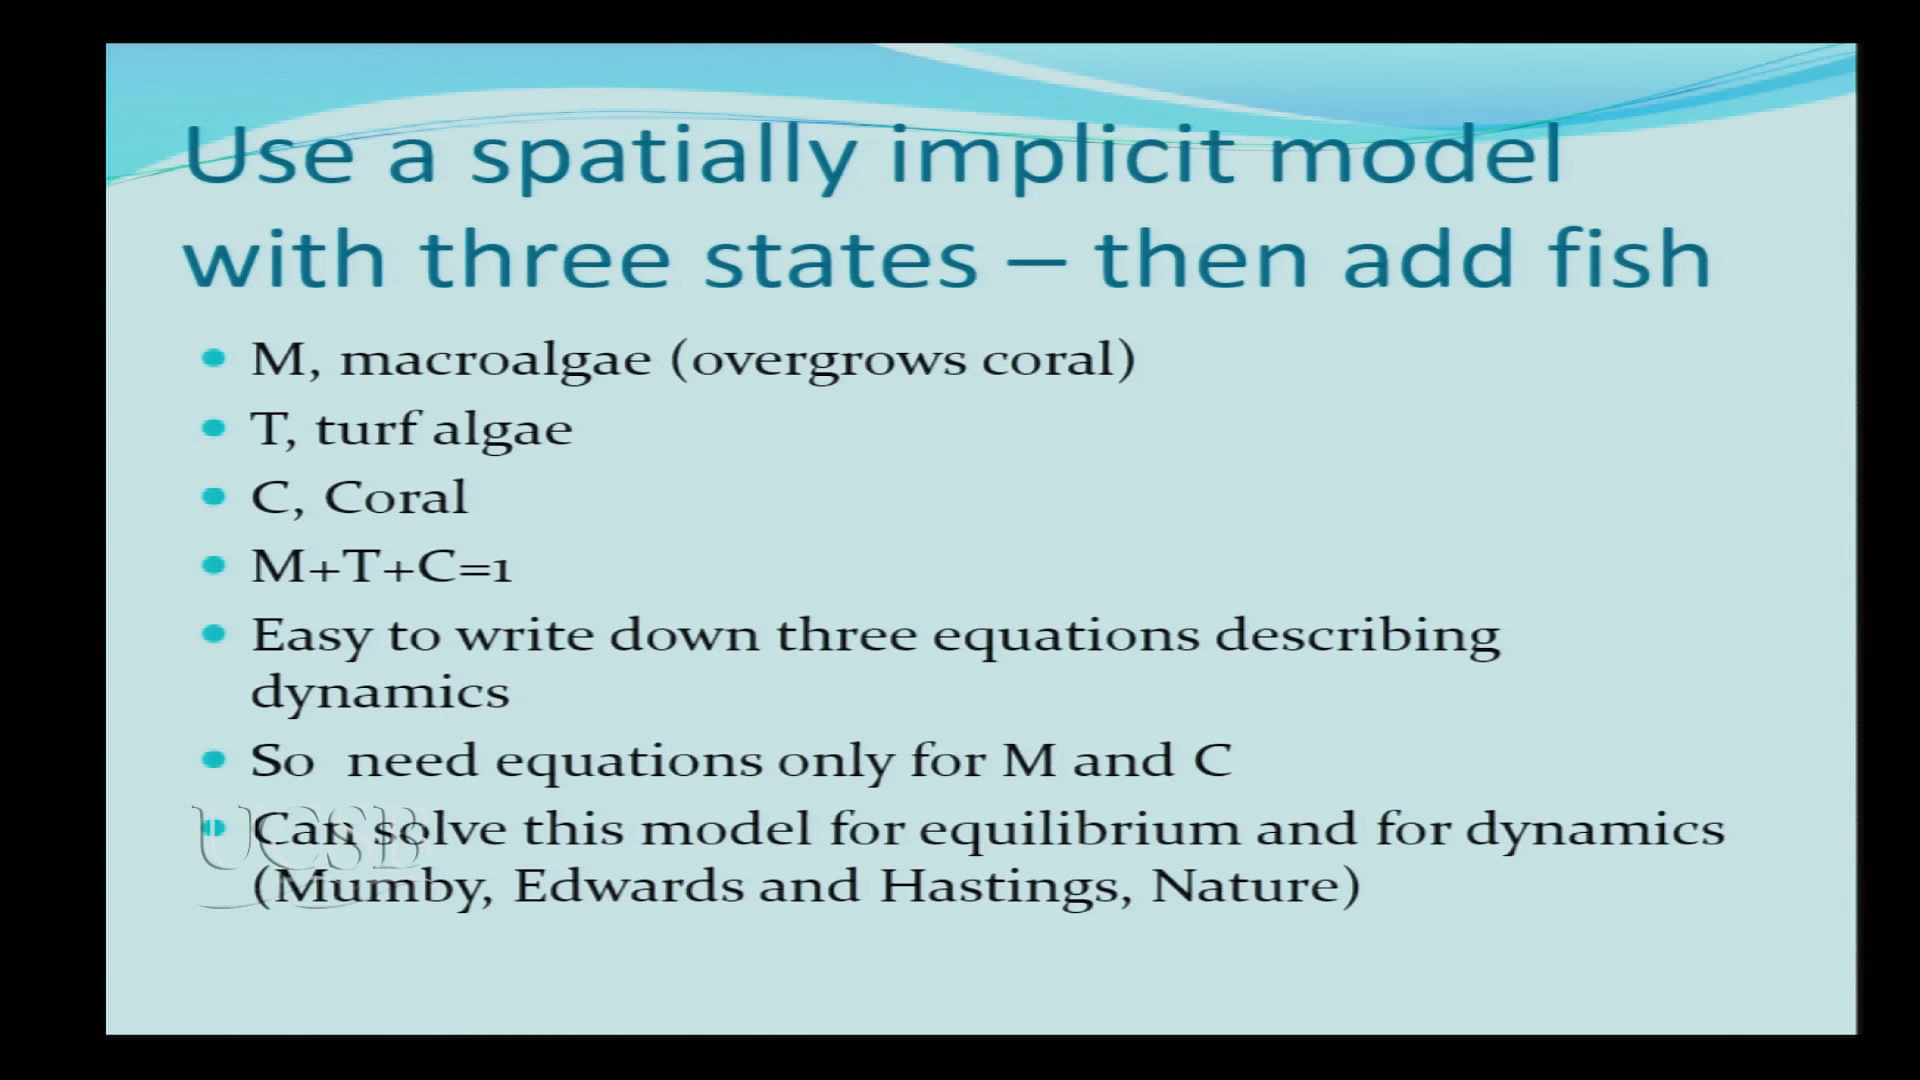 Use a spatially implicit model
with three states – then add fish
M, macroalgae (overgrows coral)
T, turf algae
C, Coral
M+T+C=1
Easy to write down three equations describing
dynamics
So need equations only for M and C
Can solve this model for equilibrium and for dynamics
(Mumby, Edwards and Hastings, Nature)
UCSB